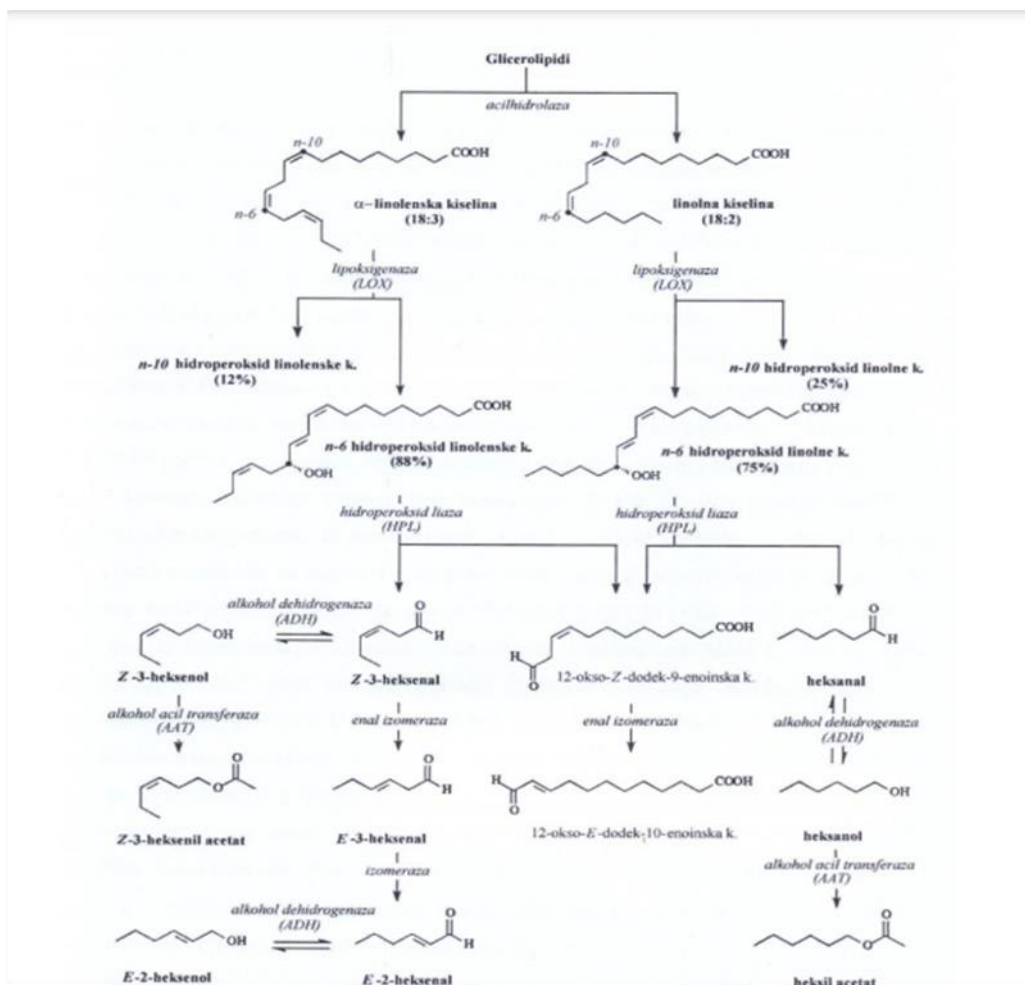 Glicerolipidi
acilhidrolaza
n-10
COOH
n-6
α–linolenska kiselina
(18:3)
n-10
COOH
n-6
linolna kiselina
(18:2)
lipoksigenaza
(LOX)
lipoksigenaza
(LOX)
n-10 hidroperoksid linolenske k.
(12%)
n-10 hidroperoksid linolne k.
(25%)
COOH
OOH
n-6 hidroperoksid linolenske k.
(88%)
COOH
OOH
n-6 hidroperoksid linolne k.
(75%)
hidroperoksid liaza
(HPL)
hidroperoksid liaza
(HPL)
OH
Z-3-heksenol
alkohol dehidrogenaza
(ADH)
O
H
Z-3-heksenal
COOH
H
O
12-okso-Z-dodek-9-enoinska k.
O
H
heksanal
alkohol acil transferaza
(AAT)
enal izomeraza
enal izomeraza
alkohol dehidrogenaza
(ADH)
O
O
Z-3-heksenil acetat
O
H
E-3-heksenal
H
O
COOH
12-okso-E-dodek-10-enoinska k.
OH
heksanol
izomeraza
alkohol acil transferaza
(AAT)
OH
E-2-heksenol
alkohol dehidrogenaza
(ADH)
O
H
E-2-heksenal
O
O
heksil acetat